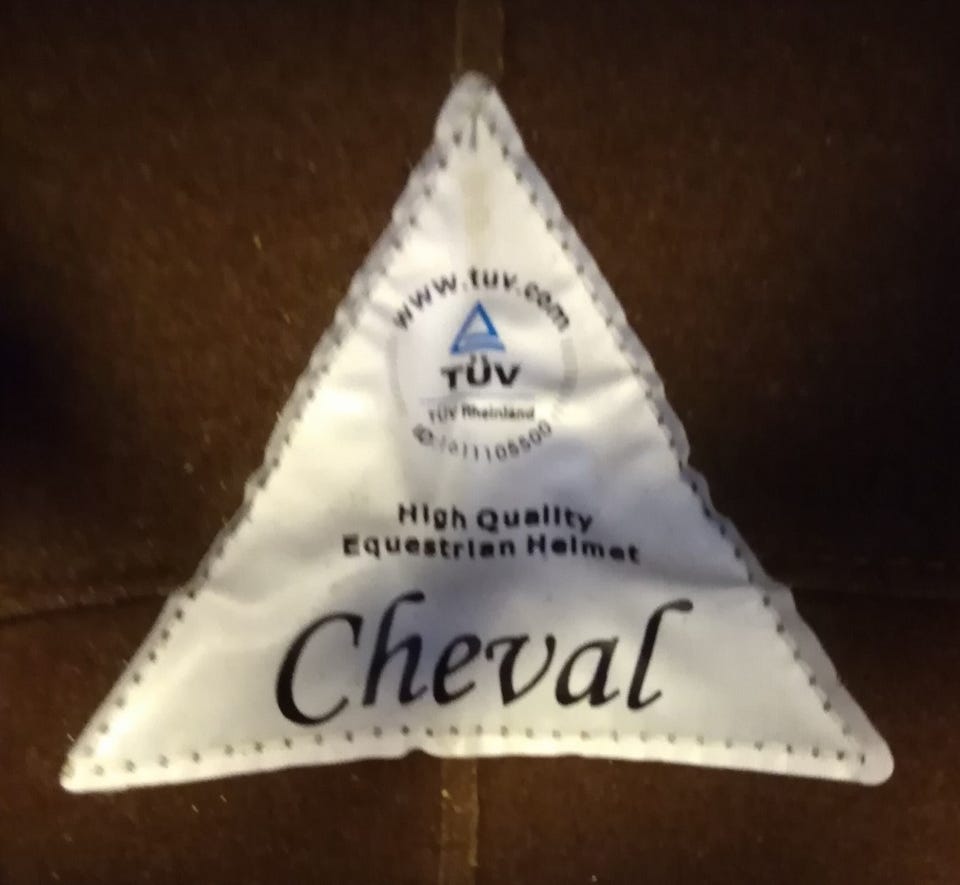 www.tuv.com
TÜV
TÜV Rheinland
High Quality
Equestrian Helmet
Cheval